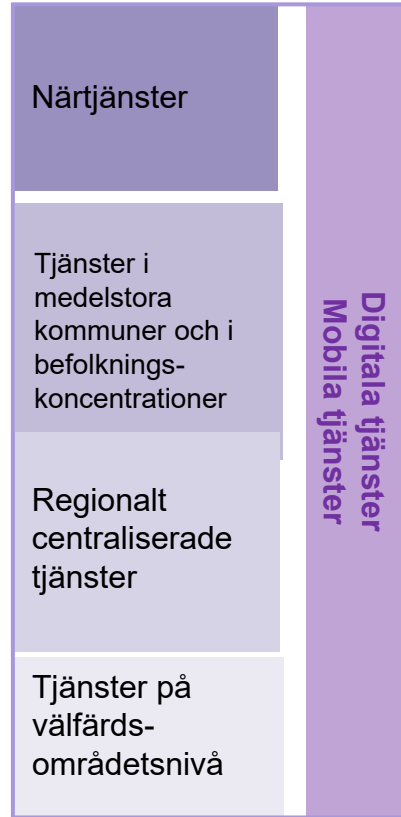 Närtjänster
Tjänster i
medelstora
kommuner och i
befolknings-
koncentrationer
Regionalt
centraliserade
tjänster
Tjänster på
välfärds-
områdetsnivå
Digitala tjänster
Mobila tjänster